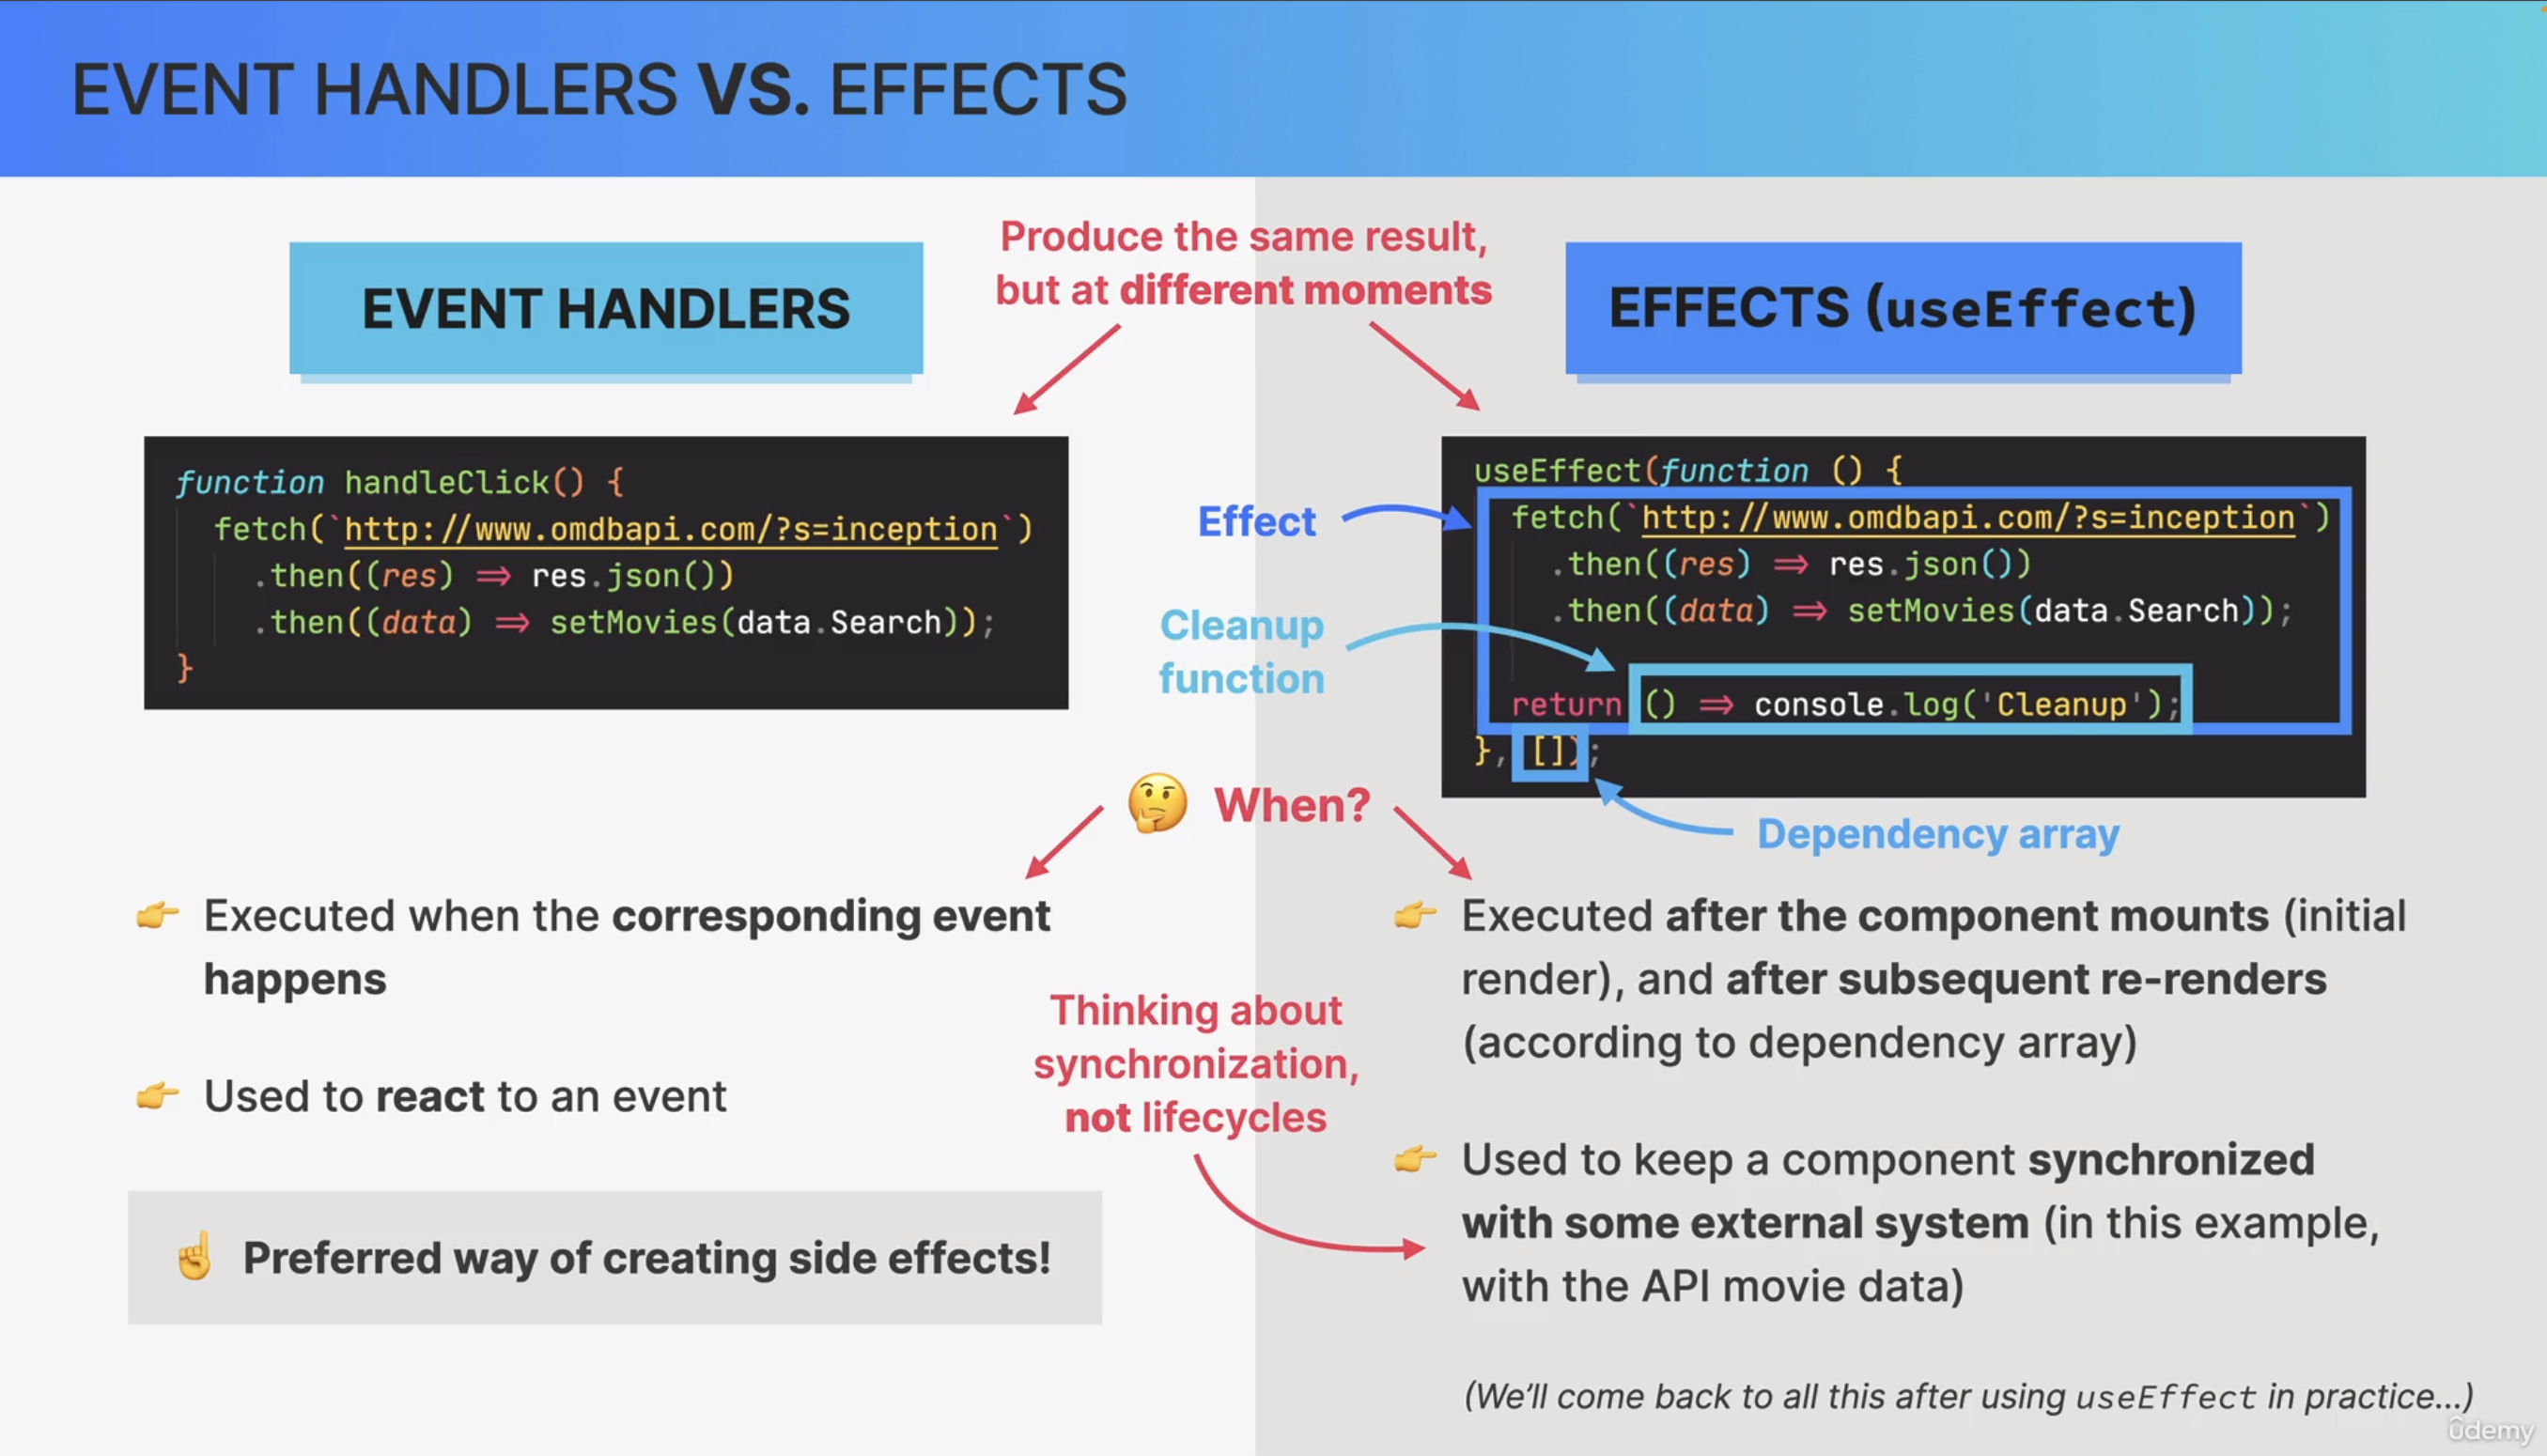 EVENT HANDLERS VS. EFFECTS
Produce the same result,
but at different moments
EVENT HANDLERS
function handleClick() {
fetch(`http://www.omdbapi.com/?s=inception`)
.then((res) => res.json())
.then((data) => setMovies(data.Search));
}
EFFECTS (useEffect)
useEffect(function () {
fetch(`http://www.omdbapi.com/?s=inception`)
.then((res) => res.json())
.then((data) => setMovies(data.Search));
return () => console.log('Cleanup');
}, []);
Effect
Cleanup
function
Dependency array
🤔 When?
👉 Executed when the corresponding event
happens
👉 Used to react to an event
☝️ Preferred way of creating side effects!
Thinking about
synchronization,
not lifecycles
👉 Executed after the component mounts (initial
render), and after subsequent re-renders
(according to dependency array)
👉 Used to keep a component synchronized
with some external system (in this example,
with the API movie data)
(We'll come back to all this after using useEffect in practice...)
ûdemy